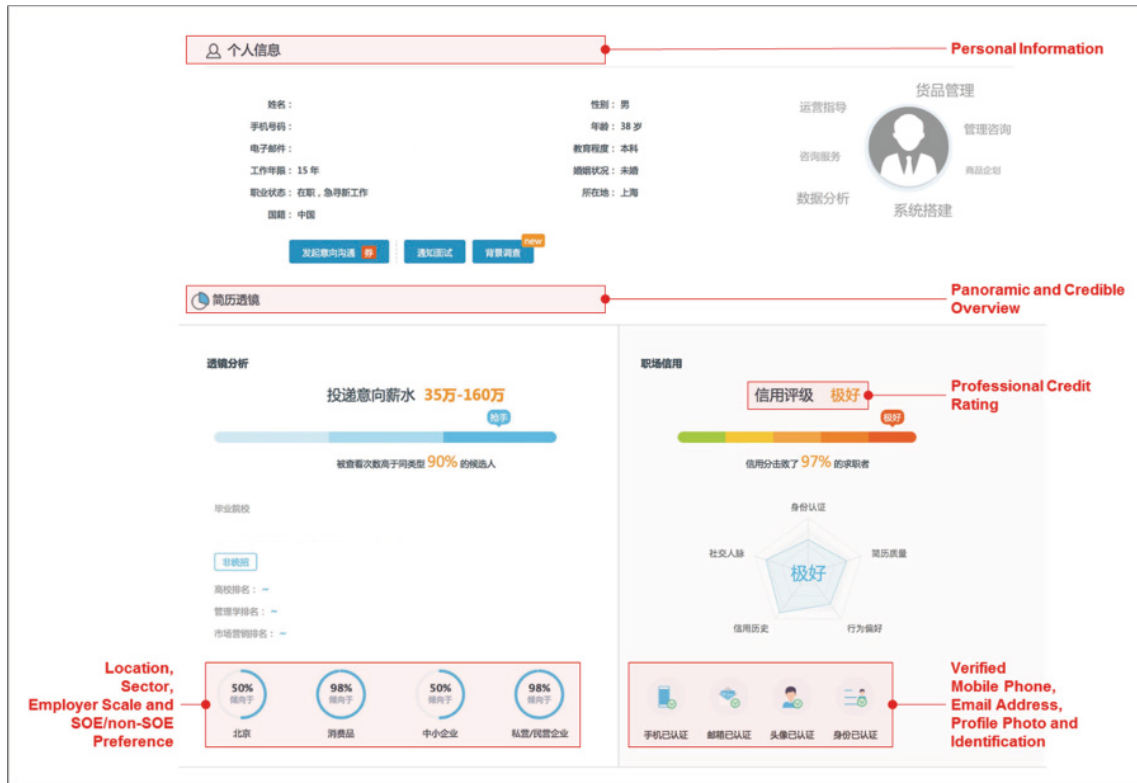 个人信息
Personal Information
姓名：
手机号码：
电子邮件：
工作年限：15 年
职业状态：在职，急寻新工作
国籍：中国
性别：男
年龄：38 岁
教育程度：本科
婚姻状况：未婚
所在地：上海
货品管理
运营指导
管理咨询
咨询服务
商品企划
数据分析
系统搭建
发起意向沟通 券
通知面试
背景调查
new
简历透镜
Panoramic and Credible
Overview
透镜分析
投递意向薪水 35万-160万
抢手
被查看次数高于同类型 90% 的候选人
毕业院校
非统招
高校排名：~
管理学排名：~
市场营销排名：~
Location,
Sector,
Employer Scale and
SOE/non-SOE
Preference
50%
倾向于
北京
98%
倾向于
消费品
50%
倾向于
中小企业
98%
倾向于
私营/民营企业
职场信用
信用评级 极好
Professional Credit
Rating
极好
信用分击败了 97% 的求职者
身份认证
社交人脉
简历质量
极好
信用历史
行为偏好
手机已认证
邮箱已认证
头像已认证
身份已认证
Verified
Mobile Phone,
Email Address,
Profile Photo and
Identification